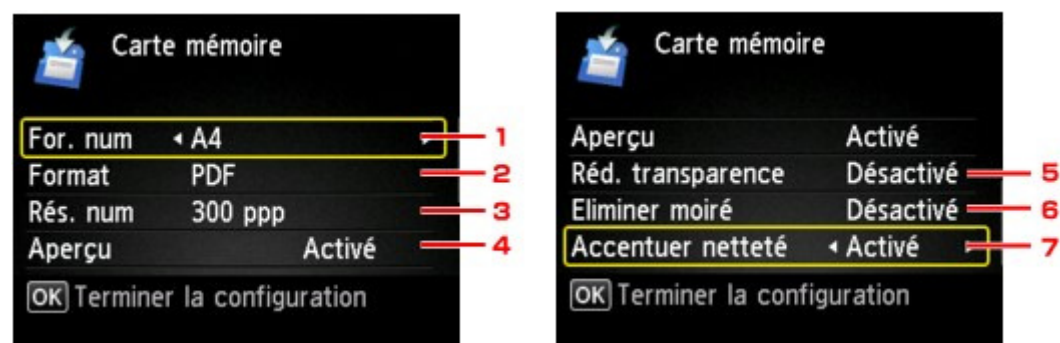 Carte mémoire
For. num A4 1
Format PDF 2
Rés. num 300 ppp 3
Aperçu Activé 4
OK Terminer la configuration
Carte mémoire
Aperçu Activé
Réd. transparence Désactivé 5
Eliminer moiré Désactivé 6
Accentuer netteté Activé 7
OK Terminer la configuration